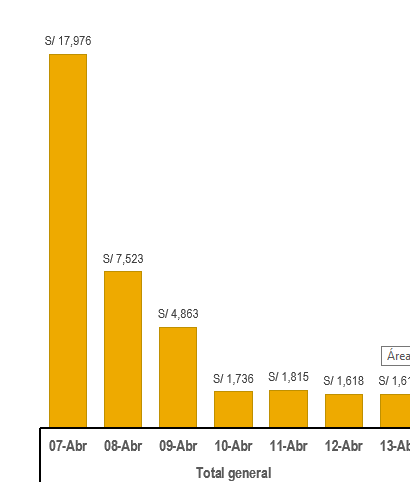 S/ 17,976
S/ 7,523
S/ 4,863
S/ 1,736
S/ 1,815
S/ 1,618
Área
07-Abr
08-Abr
09-Abr
10-Abr
11-Abr
12-Abr
Total general